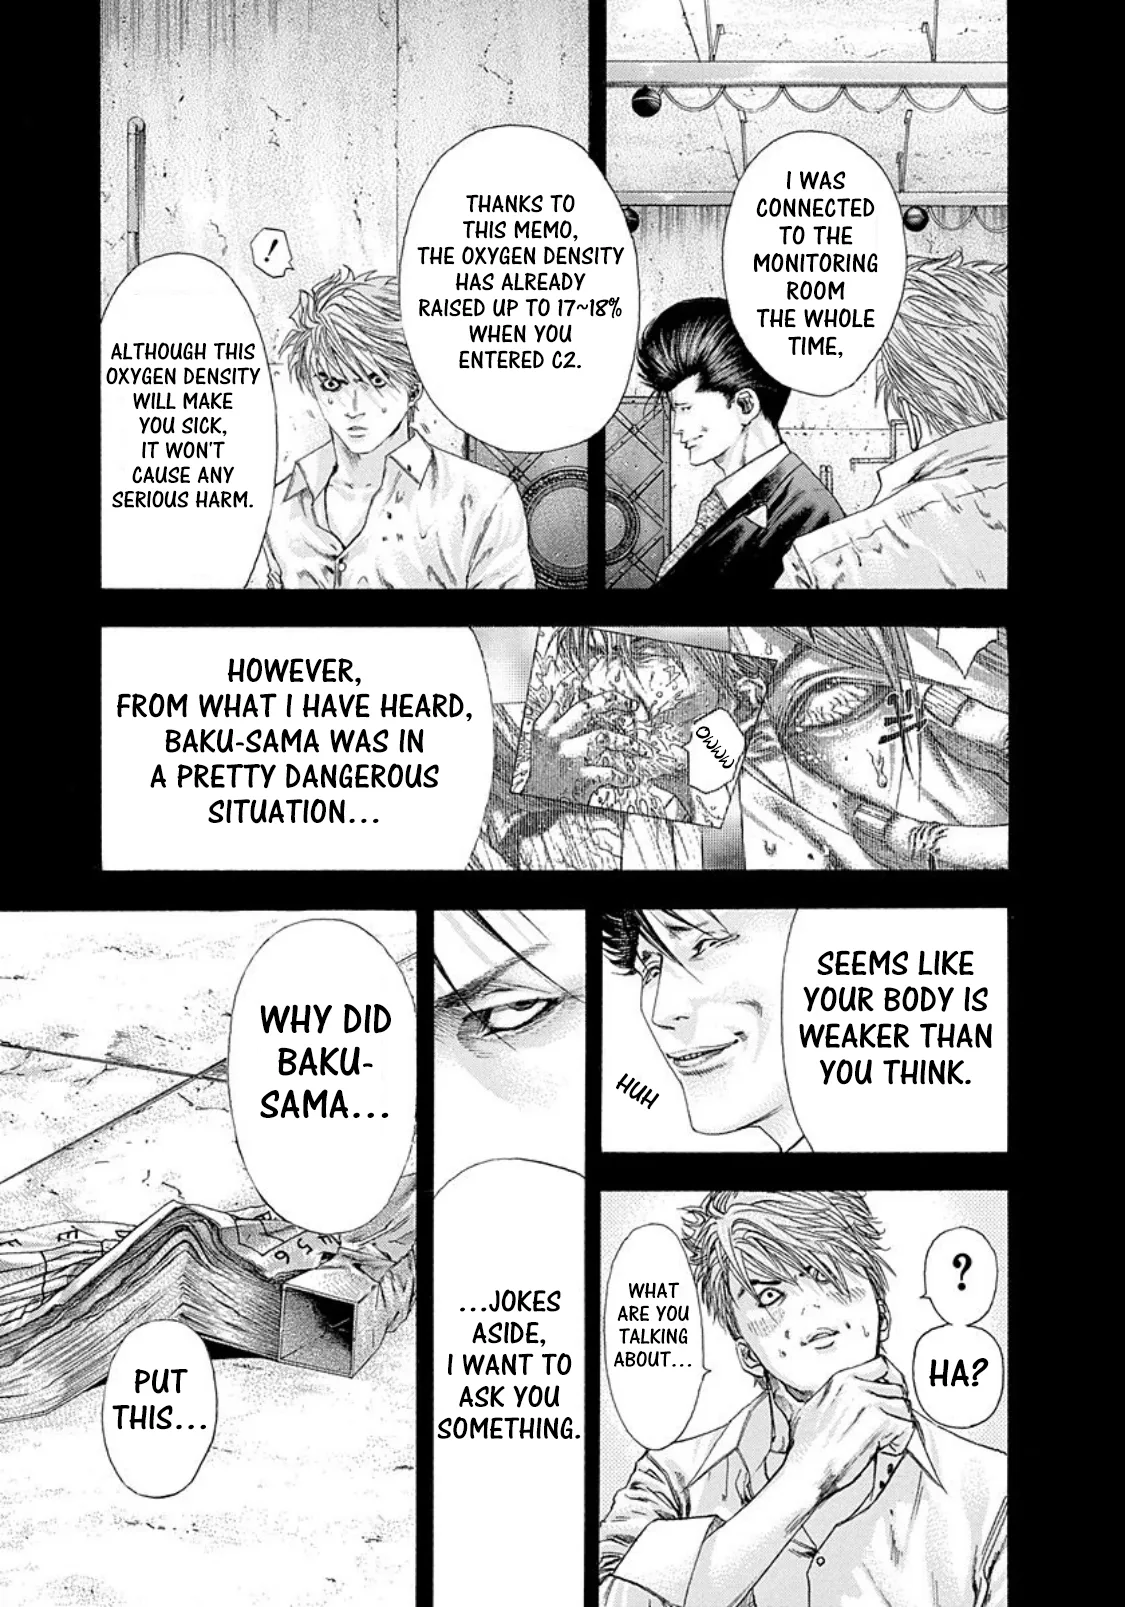 I WAS
CONNECTED
TO THE
MONITORING
ROOM
THE WHOLE
TIME,
THANKS TO
THIS MEMO,
THE OXYGEN DENSITY
HAS ALREADY
RAISED UP TO 17~18%
WHEN YOU
ENTERED C2.
!
ALTHOUGH THIS
OXYGEN DENSITY
WILL MAKE
YOU SICK,
IT WON'T
CAUSE ANY
SERIOUS HARM.
HOWEVER,
FROM WHAT I HAVE HEARD,
BAKU-SAMA WAS IN
A PRETTY DANGEROUS
SITUATION...
OWWW
SEEMS LIKE
YOUR BODY IS
WEAKER THAN
YOU THINK.
HUH
?
HA?
WHAT
ARE YOU
TALKING
ABOUT...
...JOKES
ASIDE,
I WANT TO
ASK YOU
SOMETHING.
WHY DID
BAKU-
SAMA...
PUT
THIS...